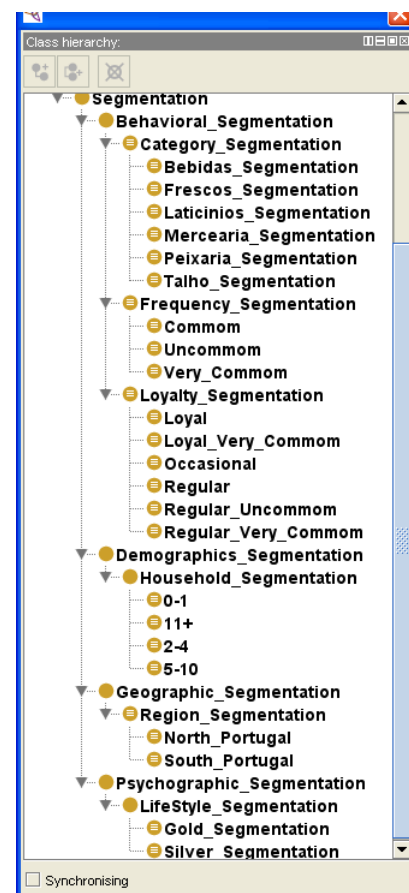 Class hierarchy:
Segmentation
Behavioral_Segmentation
Category_Segmentation
Bebidas_Segmentation
Frescos_Segmentation
Laticinios_Segmentation
Mercearia_Segmentation
Peixaria_Segmentation
Talho_Segmentation
Frequency_Segmentation
Commom
Uncommom
Very_Commom
Loyalty_Segmentation
Loyal
Loyal_Very_Commom
Occasional
Regular
Regular_Uncommom
Regular_Very_Commom
Demographics_Segmentation
Household_Segmentation
0-1
11+
2-4
5-10
Geographic_Segmentation
Region_Segmentation
North_Portugal
South_Portugal
Psychographic_Segmentation
LifeStyle_Segmentation
Gold_Segmentation
Silver_Segmentation
Synchronising